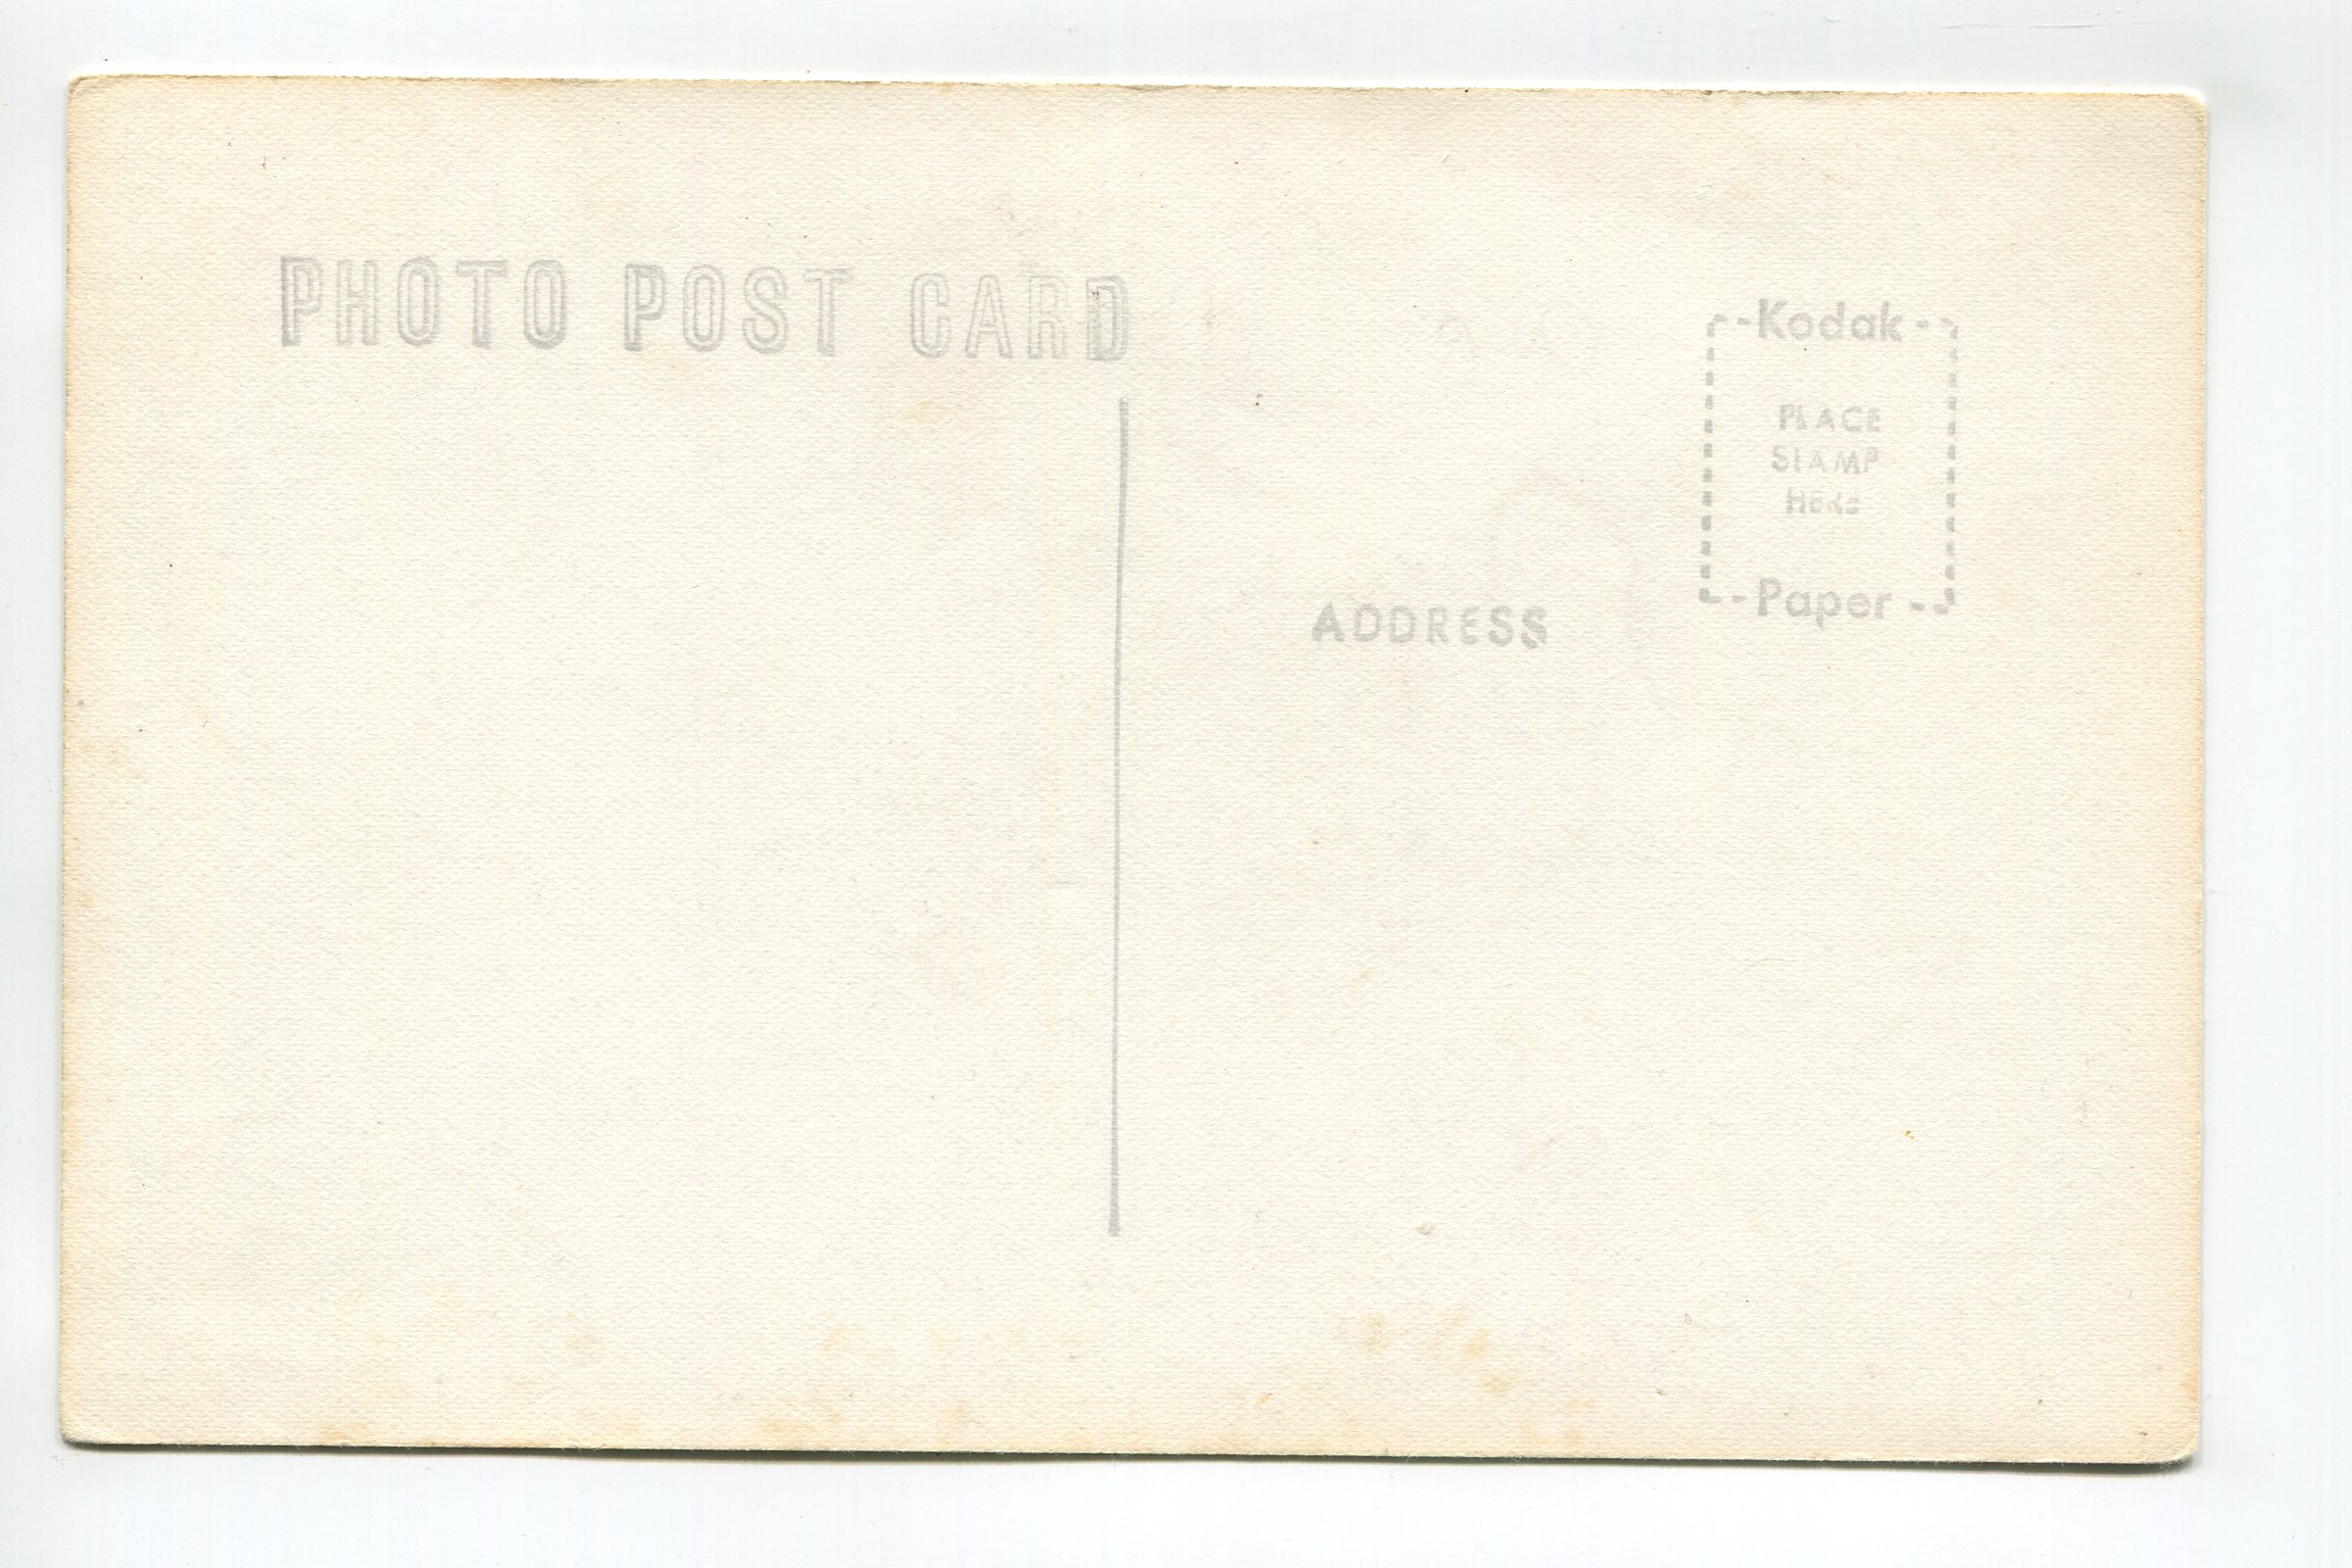 PHOTO POST CARD
Kodak
PLACE
STAMP
HERE
Paper
ADDRESS